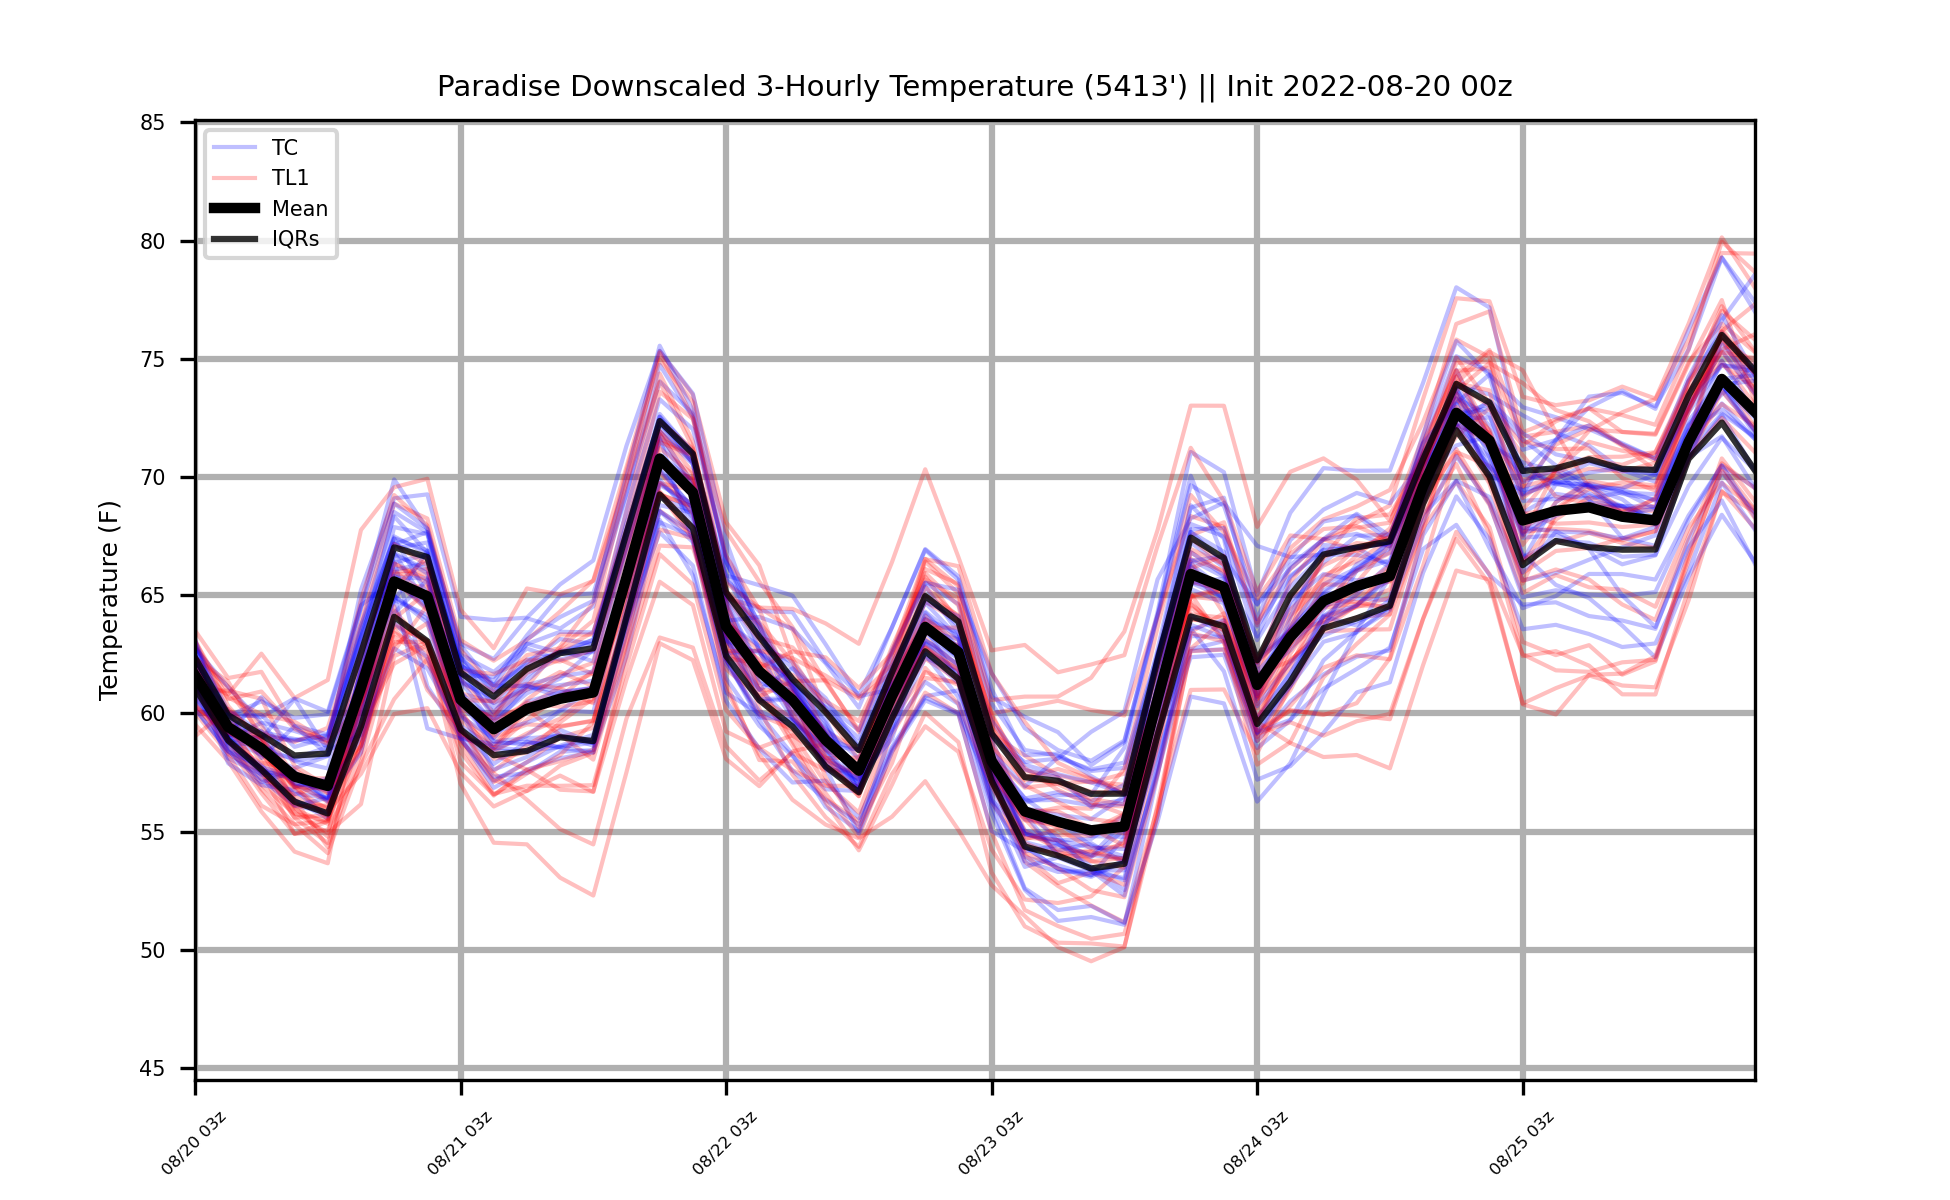 Paradise Downscaled 3-Hourly Temperature (5413') || Init 2022-08-20 00z
TC
TL1
Mean
IQRs
Temperature (F)
85
80
75
70
65
60
55
50
45
08/20 03z
08/21 03z
08/22 03z
08/23 03z
08/24 03z
08/25 03z